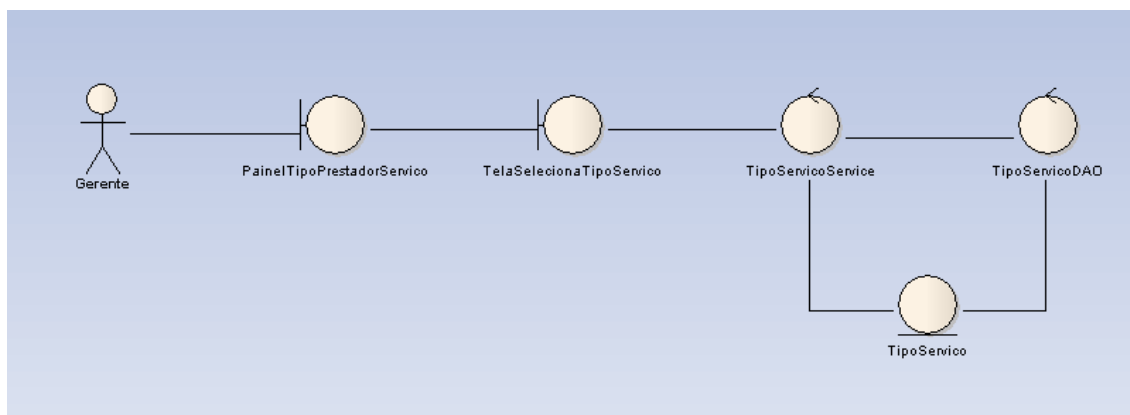 Gerente
PainelTipoPrestadorServico
TelaSelecionaTipoServico
TipoServicoService
TipoServicoDAO
TipoServico